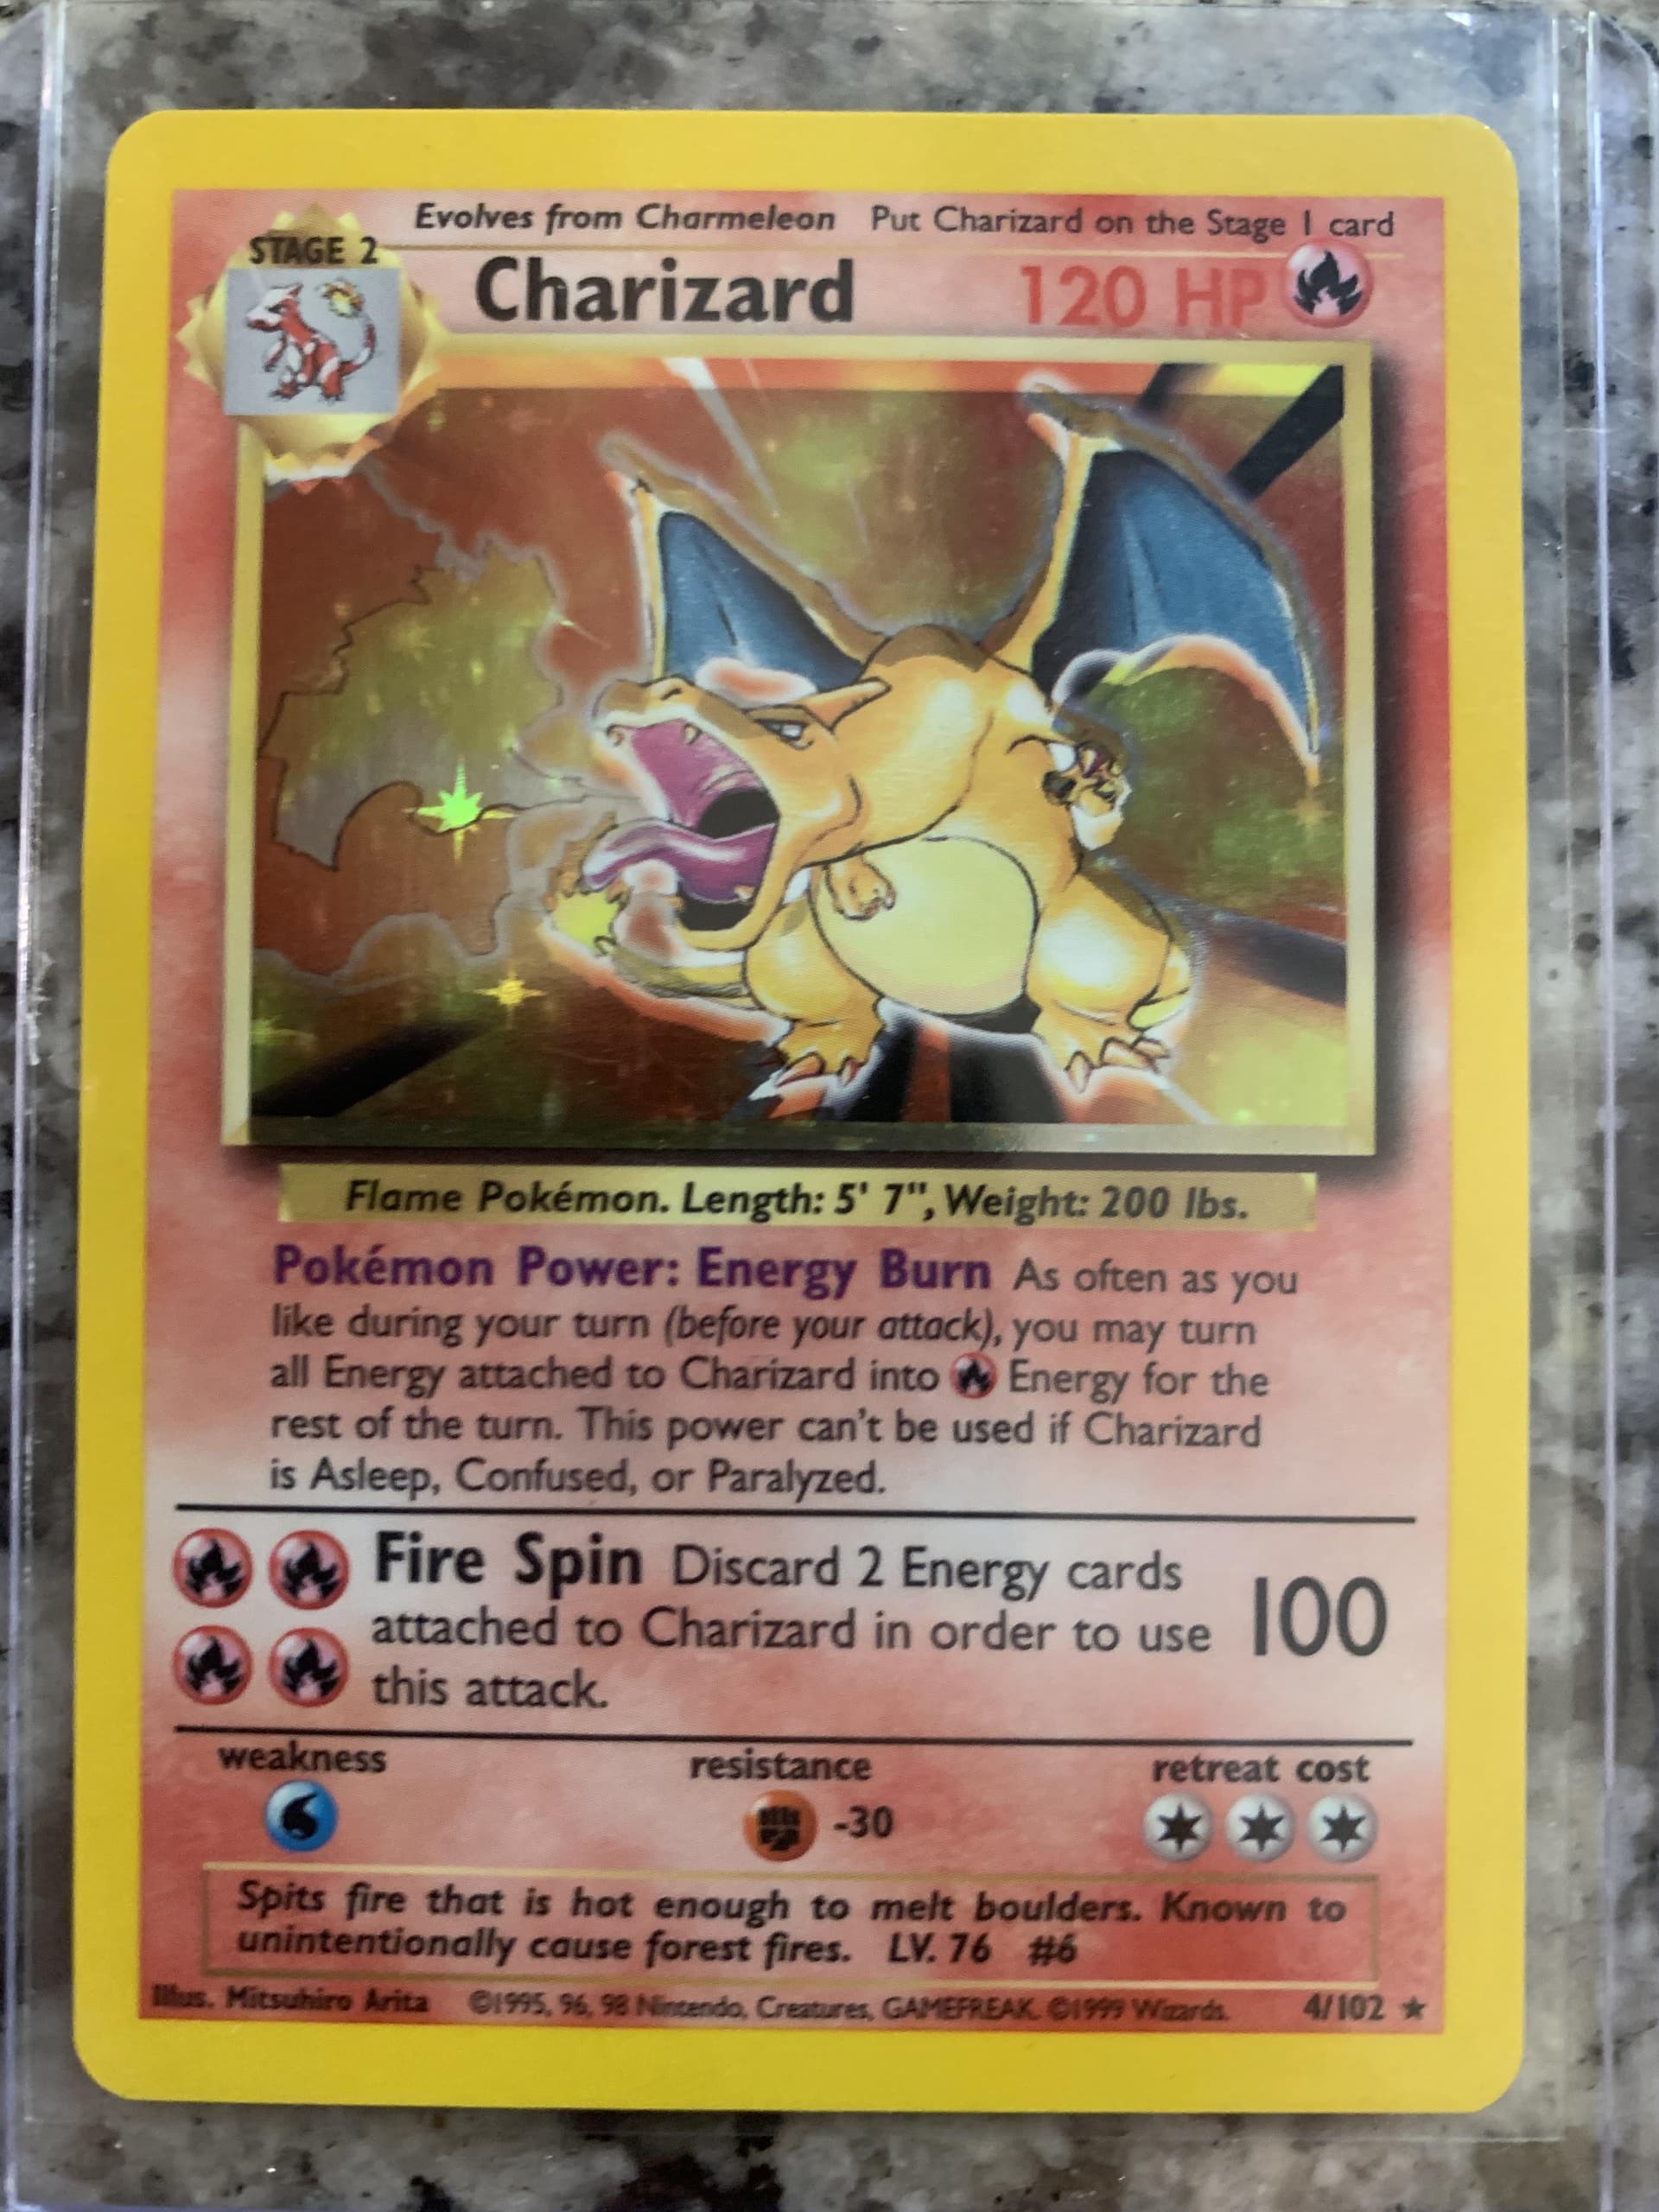 Evolves from Charmeleon Put Charizard on the Stage 1 card
STAGE 2
Charizard 120 HP
Flame Pokémon. Length: 5' 7", Weight: 200 lbs.
Pokémon Power: Energy Burn As often as you
like during your turn (before your attack), you may turn
all Energy attached to Charizard into Energy for the
rest of the turn. This power can't be used if Charizard
is Asleep, Confused, or Paralyzed.
Fire Spin Discard 2 Energy cards
attached to Charizard in order to use 100
this attack.
weakness resistance retreat cost
-30
Spits fire that is hot enough to melt boulders. Known to
unintentionally cause forest fires. LV. 76 #6
Illus. Mitsuhiro Arita ©1995, 96, 98 Nintendo, Creatures, GAMEFREAK. ©1999 Wizards. 4/102 ★